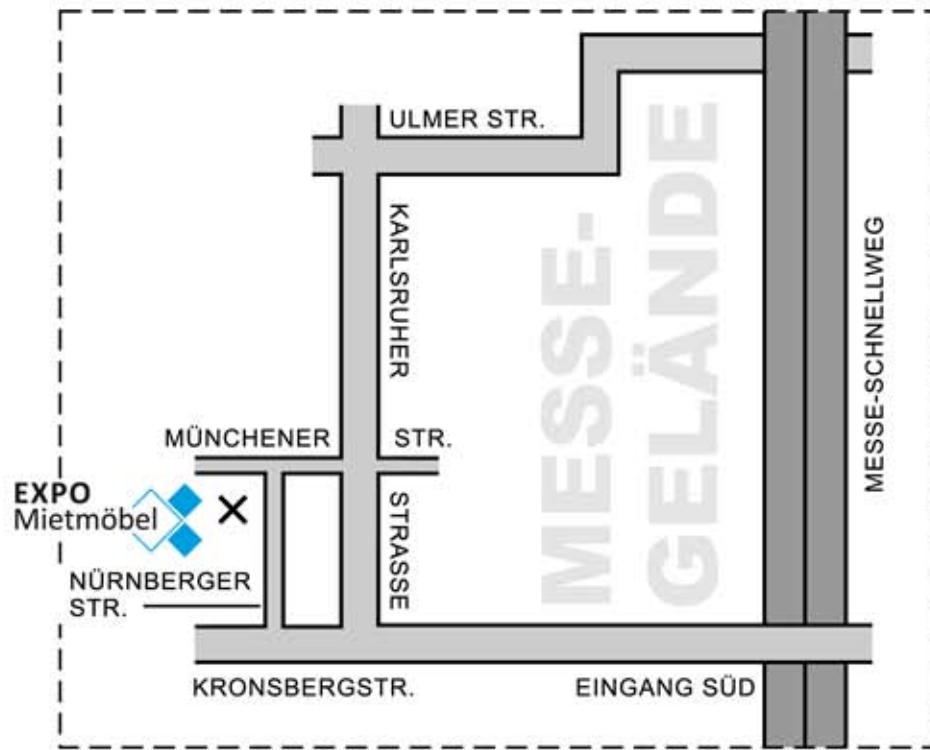 ULMER STR.
KARLSRUHER
STRASSE
MESSE-
GELÄNDE
MESSE-SCHNELLWEG
MÜNCHENER STR.
EXPO
Mietmöbel
NÜRNBERGER
STR.
KRONSBERGSTR.
EINGANG SÜD